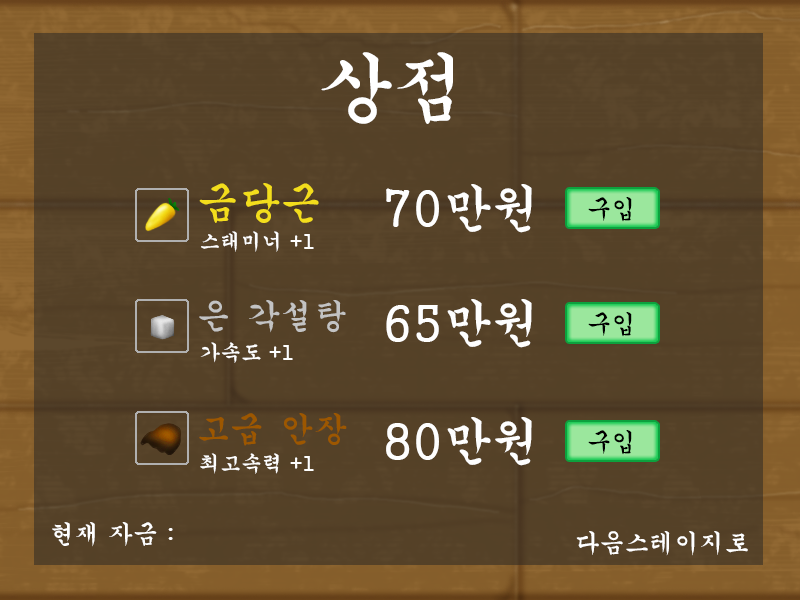 상점
금당근
스태미너 +1
70만원
구입
은 각설탕
가속도 +1
65만원
구입
고급 안장
최고속력 +1
80만원
구입
현재 자금 :
다음스테이지로